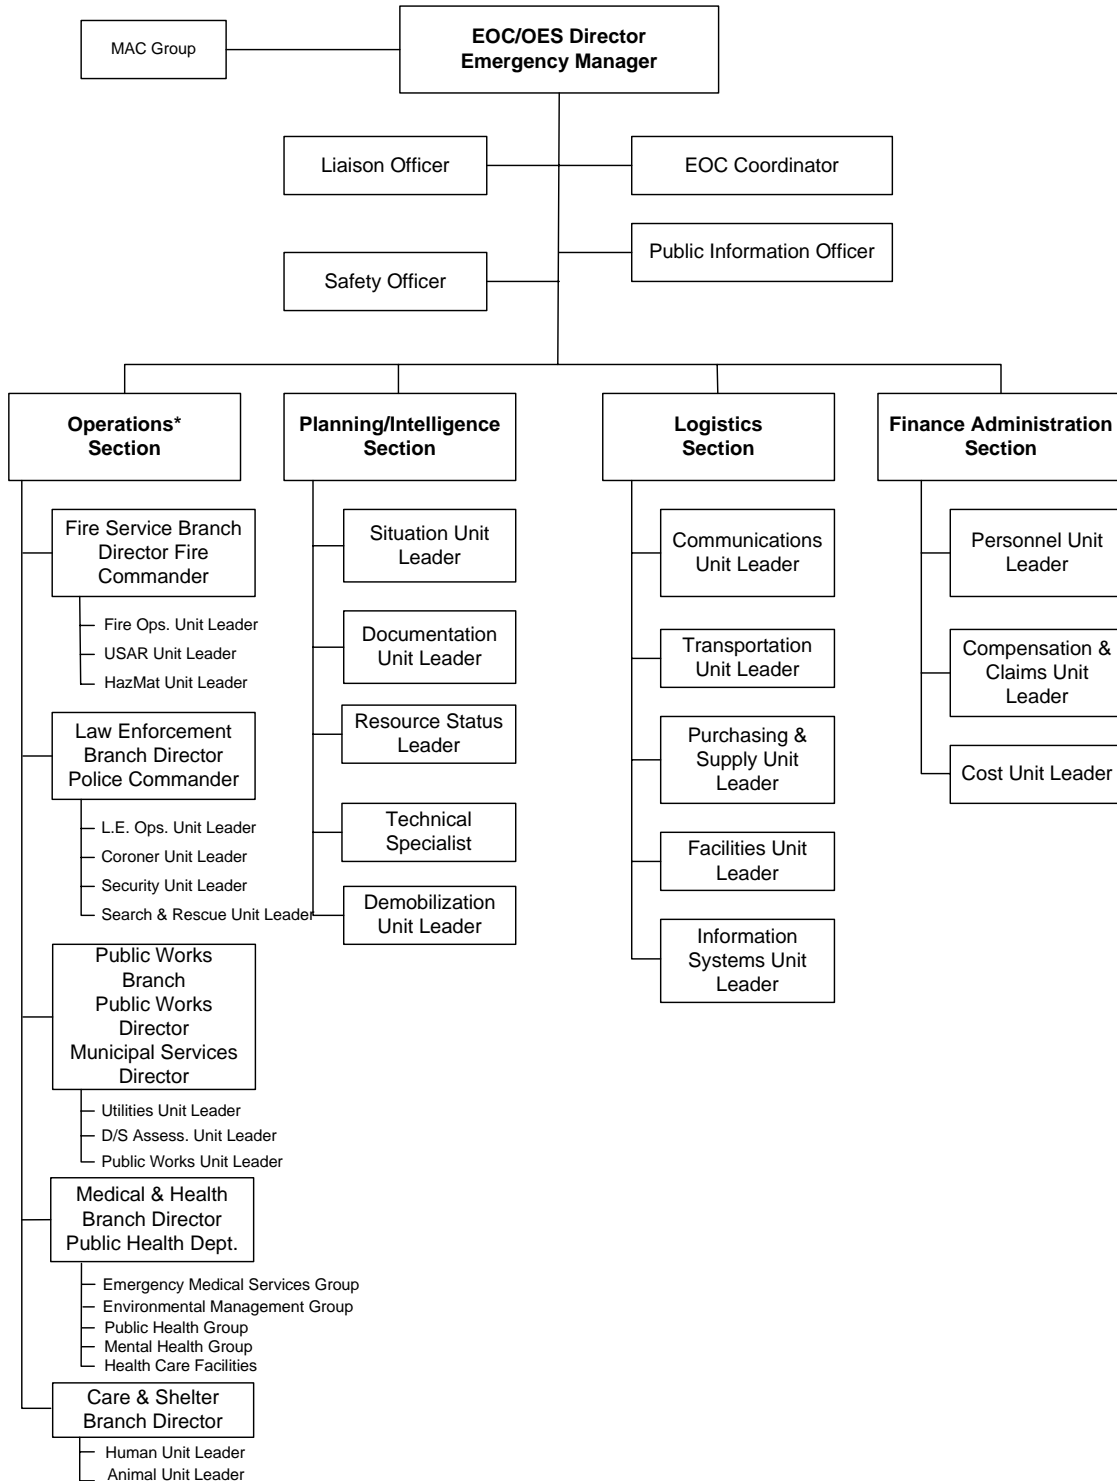 MAC Group
EOC/OES Director
Emergency Manager
Liaison Officer
EOC Coordinator
Public Information Officer
Safety Officer
Operations*
Section
Fire Service Branch
Director Fire
Commander
Fire Ops. Unit Leader
USAR Unit Leader
HazMat Unit Leader
Law Enforcement
Branch Director
Police Commander
L.E. Ops. Unit Leader
Coroner Unit Leader
Security Unit Leader
Search & Rescue Unit Leader
Public Works
Branch
Public Works
Director
Municipal Services
Director
Utilities Unit Leader
D/S Assess. Unit Leader
Public Works Unit Leader
Medical & Health
Branch Director
Public Health Dept.
Emergency Medical Services Group
Environmental Management Group
Public Health Group
Mental Health Group
Health Care Facilities
Care & Shelter
Branch Director
Human Unit Leader
Animal Unit Leader
Planning/Intelligence
Section
Situation Unit
Leader
Documentation
Unit Leader
Resource Status
Leader
Technical
Specialist
Demobilization
Unit Leader
Logistics
Section
Communications
Unit Leader
Transportation
Unit Leader
Purchasing &
Supply Unit
Leader
Facilities Unit
Leader
Information
Systems Unit
Leader
Finance Administration
Section
Personnel Unit
Leader
Compensation &
Claims Unit
Leader
Cost Unit Leader